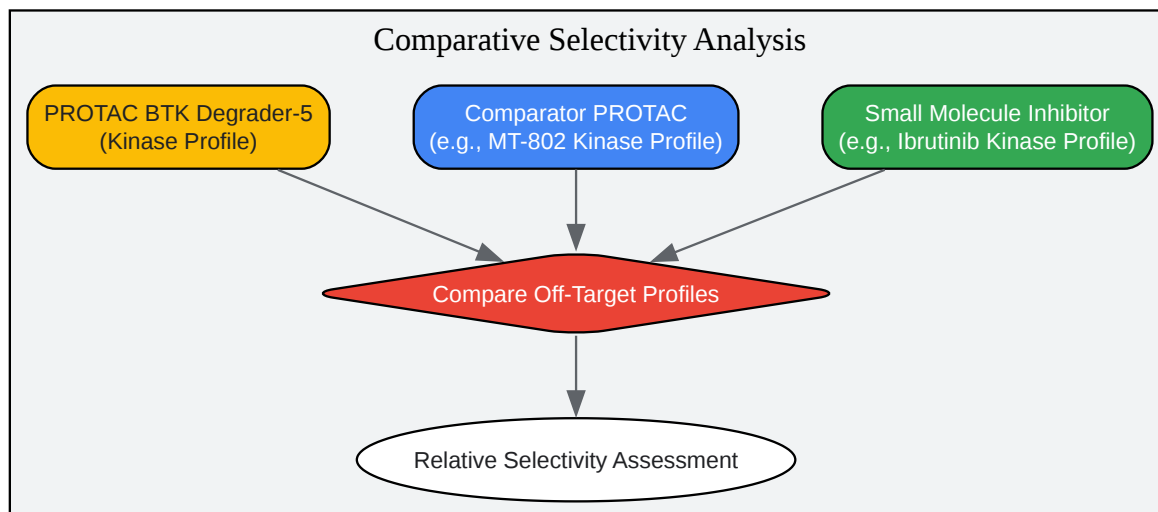 Comparative Selectivity Analysis
PROTAC BTK Degrader-5
(Kinase Profile)
Comparator PROTAC
(e.g., MT-802 Kinase Profile)
Small Molecule Inhibitor
(e.g., Ibrutinib Kinase Profile)
Compare Off-Target Profiles
Relative Selectivity Assessment